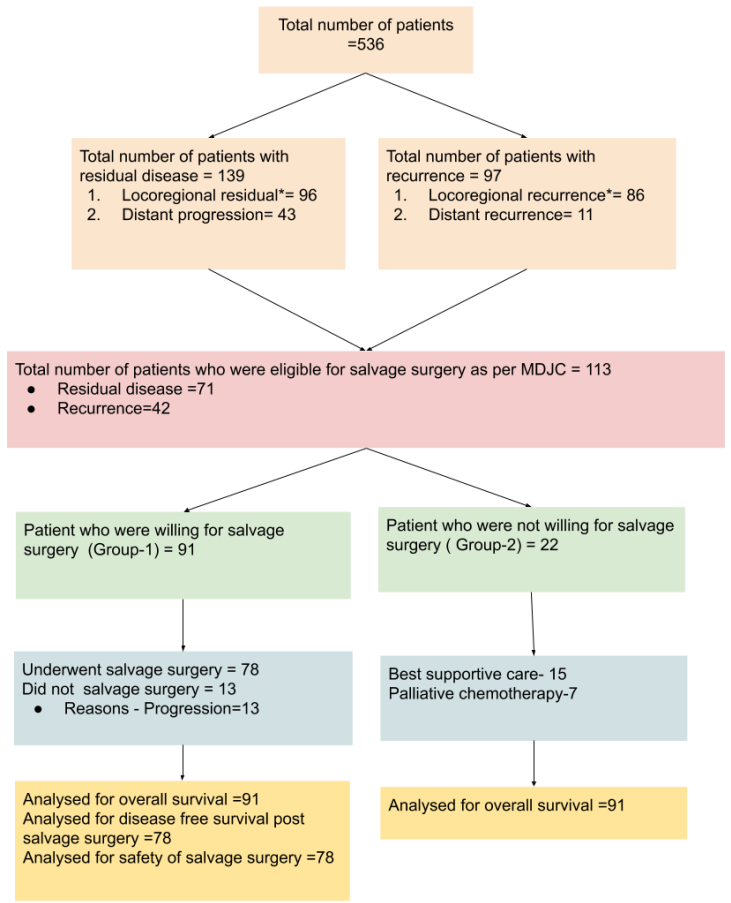 Total number of patients
=536
Total number of patients with
residual disease = 139
1. Locoregional residual*= 96
2. Distant progression= 43
Total number of patients with
recurrence = 97
1. Locoregional recurrence*= 86
2. Distant recurrence= 11
Total number of patients who were eligible for salvage surgery as per MDJC = 113
● Residual disease =71
● Recurrence=42
Patient who were willing for salvage
surgery (Group-1) = 91
Patient who were not willing for salvage
surgery ( Group-2) = 22
Underwent salvage surgery = 78
Did not salvage surgery = 13
● Reasons - Progression=13
Best supportive care- 15
Palliative chemotherapy-7
Analysed for overall survival =91
Analysed for disease free survival post
salvage surgery =78
Analysed for safety of salvage surgery =78
Analysed for overall survival =91